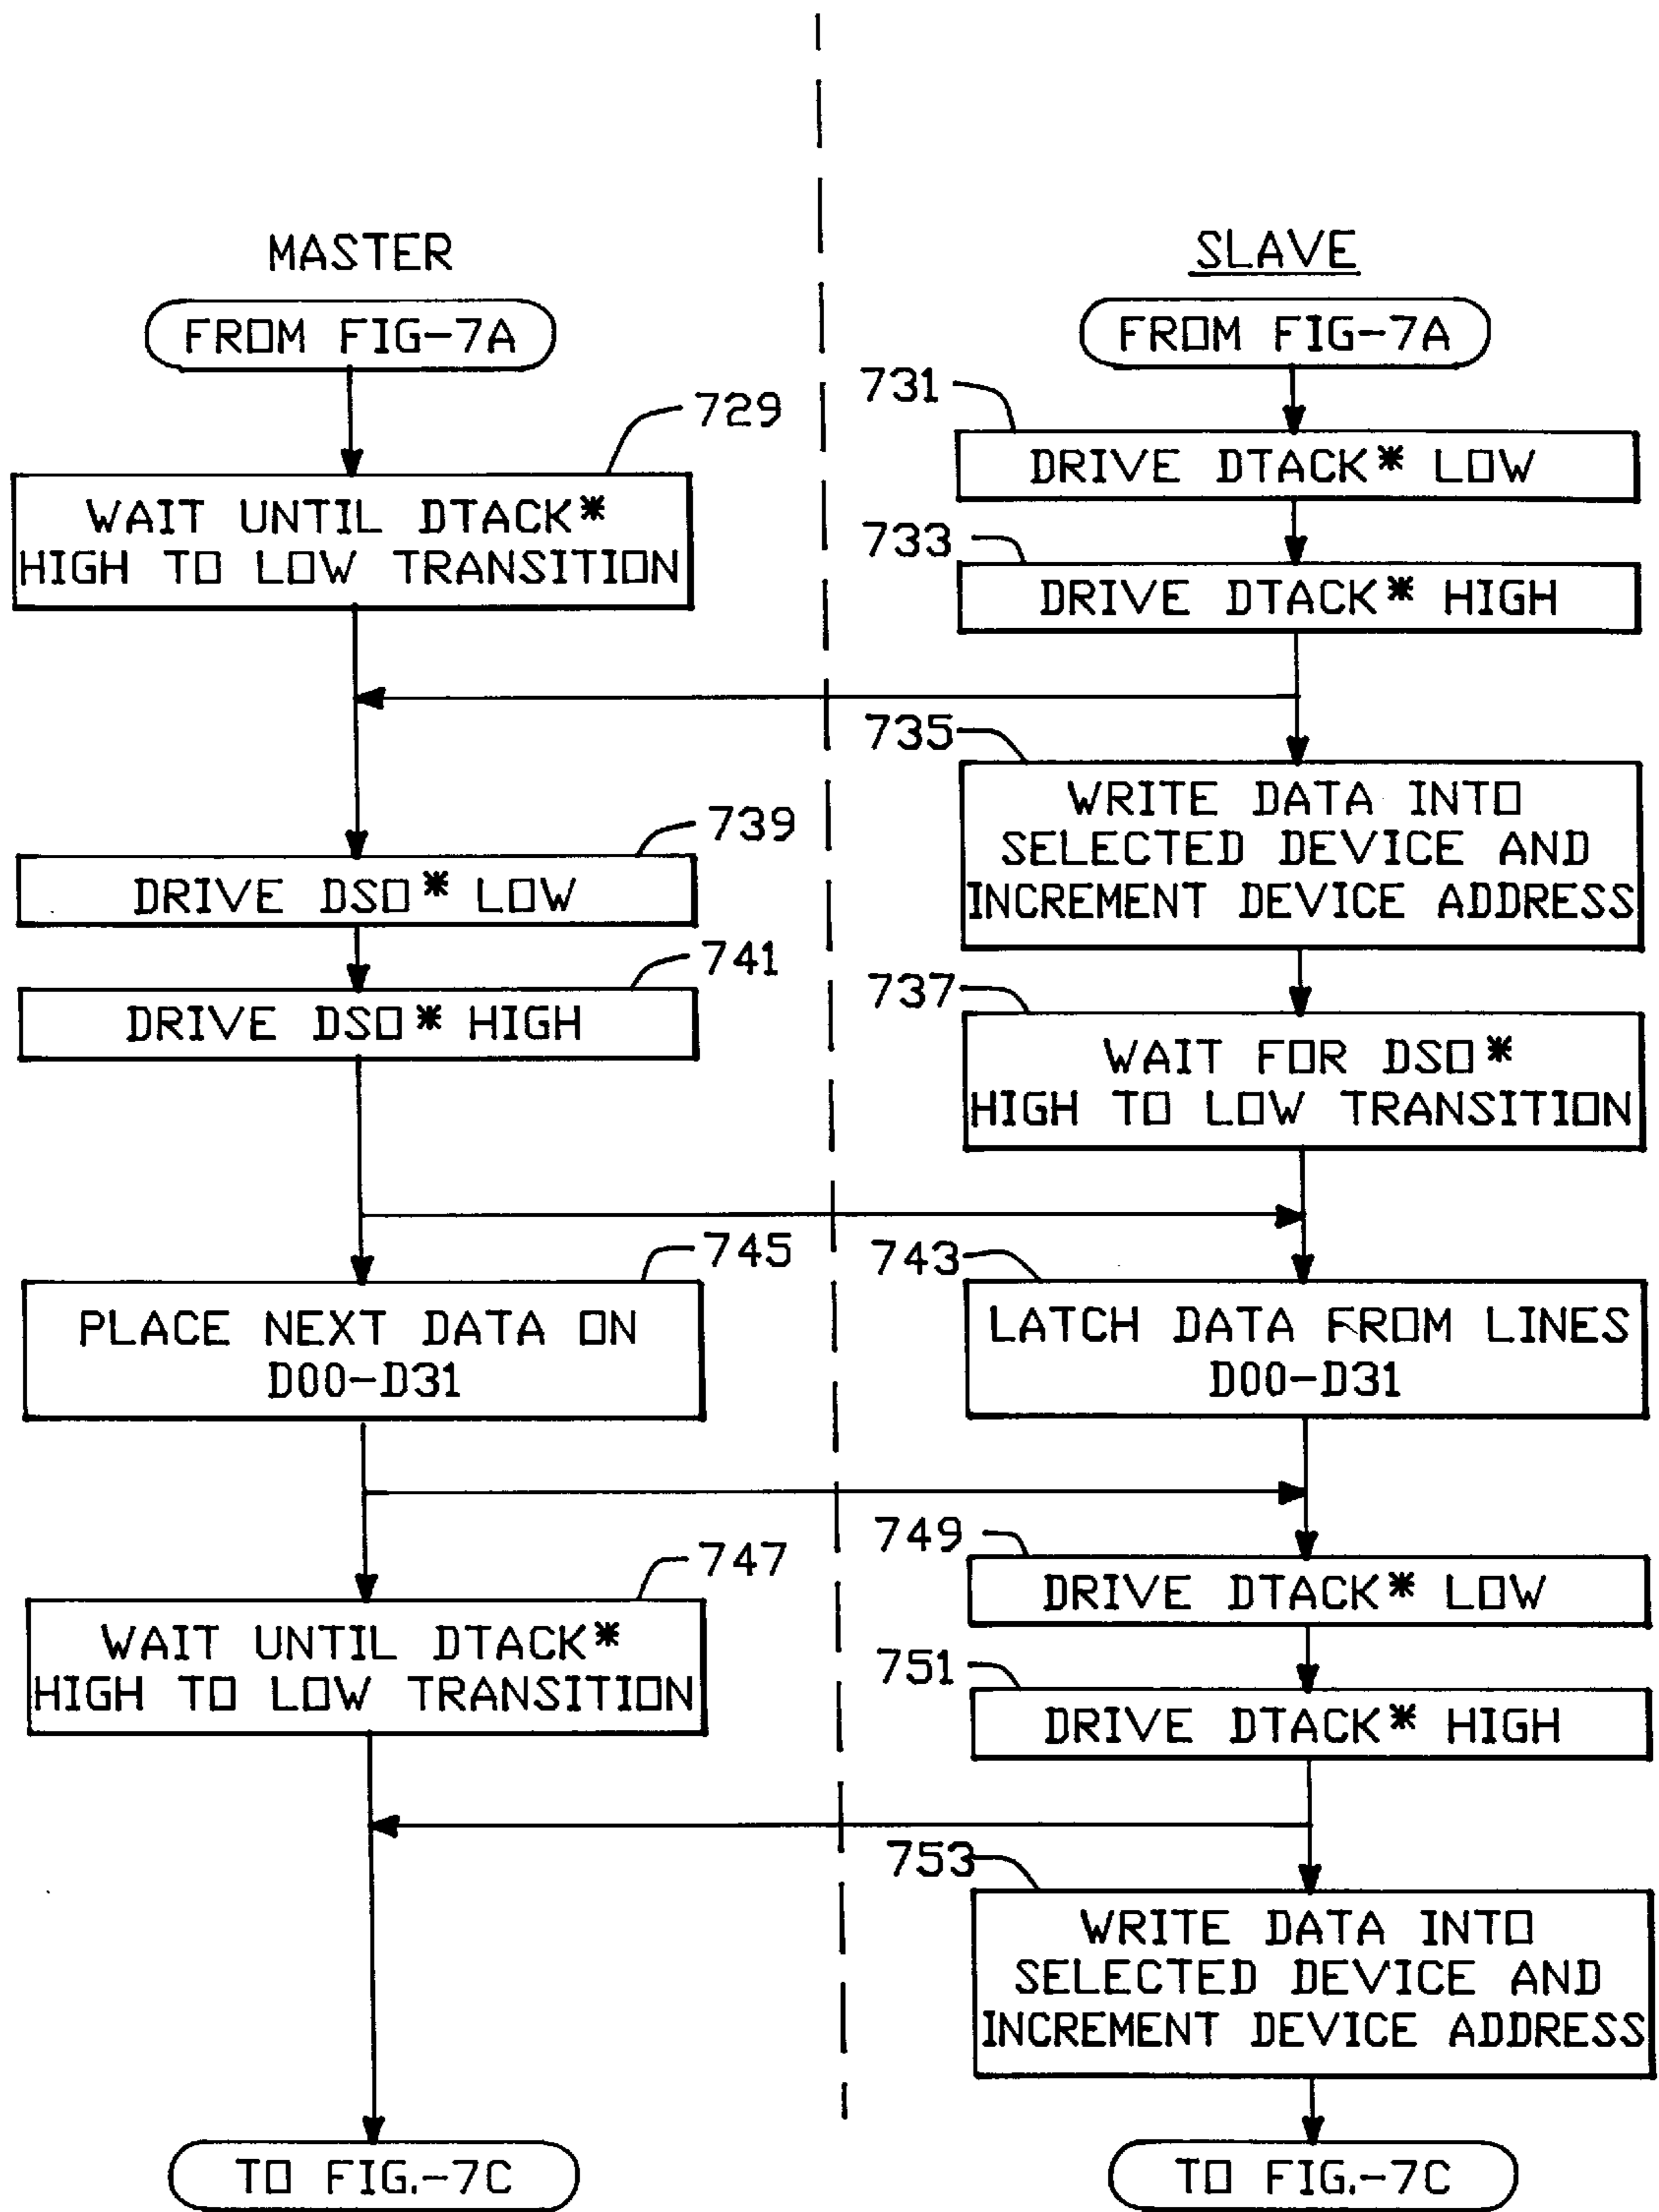 MASTER
FROM FIG-7A
729
WAIT UNTIL DTACK*
HIGH TO LOW TRANSITION
739
DRIVE DSO* LOW
741
DRIVE DSO* HIGH
745
PLACE NEXT DATA ON
D00-D31
747
WAIT UNTIL DTACK*
HIGH TO LOW TRANSITION
TO FIG.-7C
SLAVE
FROM FIG-7A
731
DRIVE DTACK* LOW
733
DRIVE DTACK* HIGH
735
WRITE DATA INTO
SELECTED DEVICE AND
INCREMENT DEVICE ADDRESS
737
WAIT FOR DSO*
HIGH TO LOW TRANSITION
743
LATCH DATA FROM LINES
D00-D31
749
DRIVE DTACK* LOW
751
DRIVE DTACK* HIGH
753
WRITE DATA INTO
SELECTED DEVICE AND
INCREMENT DEVICE ADDRESS
TO FIG.-7C